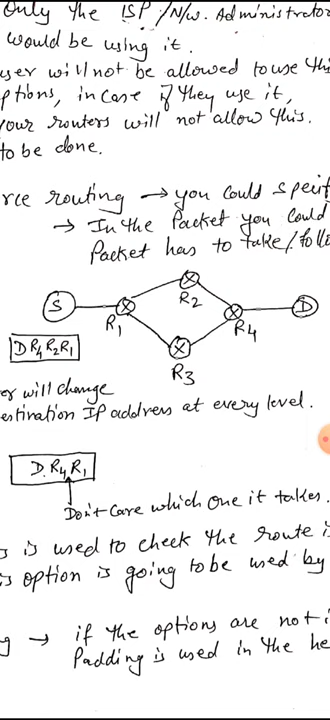 Only the ISP/N/w. Administrator
would be using it.
user will not be allowed to use thi
ptions, in case if they use it,
your routers will not allow this.
to be done.
rce routing → you could specif
→ In the Packet you could
Packet has to take/follo
S R1 R2 R3 R4 D
D R4 R2 R1
er will change
estination IP address at every level.
D. R4 R1
Don't Care which one it takes.
s is used to check the route i
is option is going to be used by
g → if the options are not i
Padding is used in the he